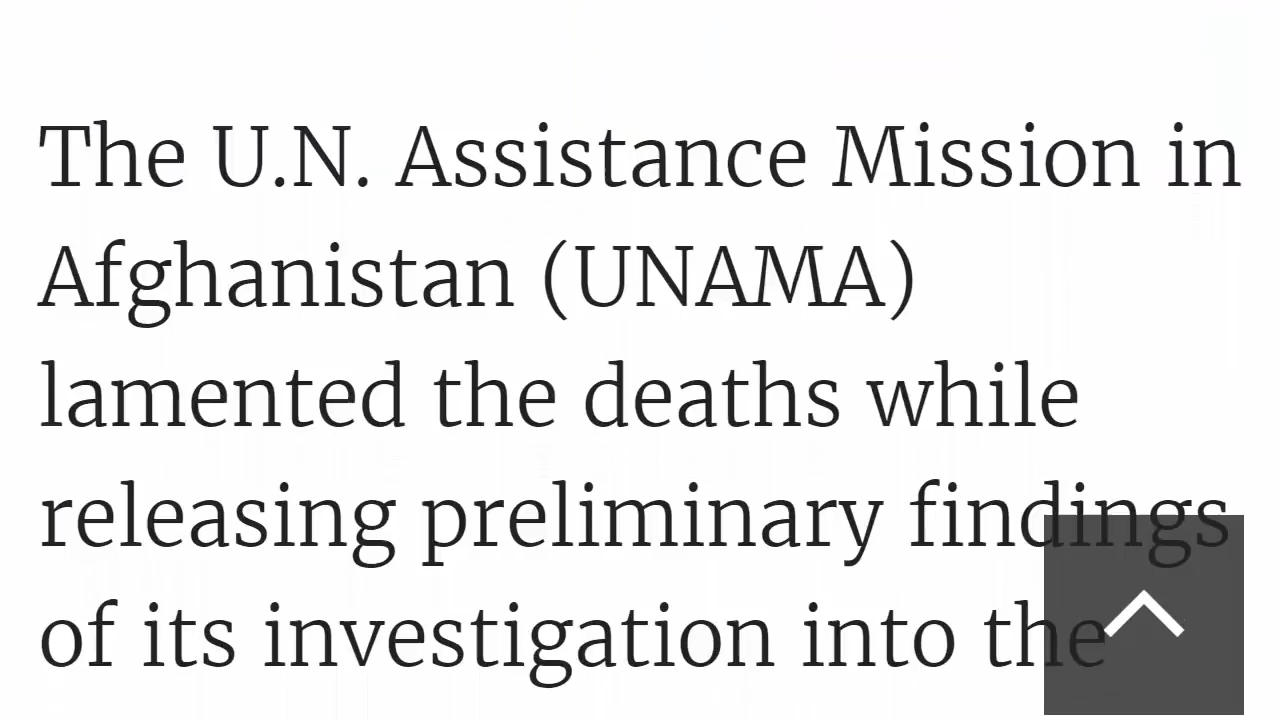 The U.N. Assistance Mission in
Afghanistan (UNAMA)
lamented the deaths while
releasing preliminary findings
of its investigation into the